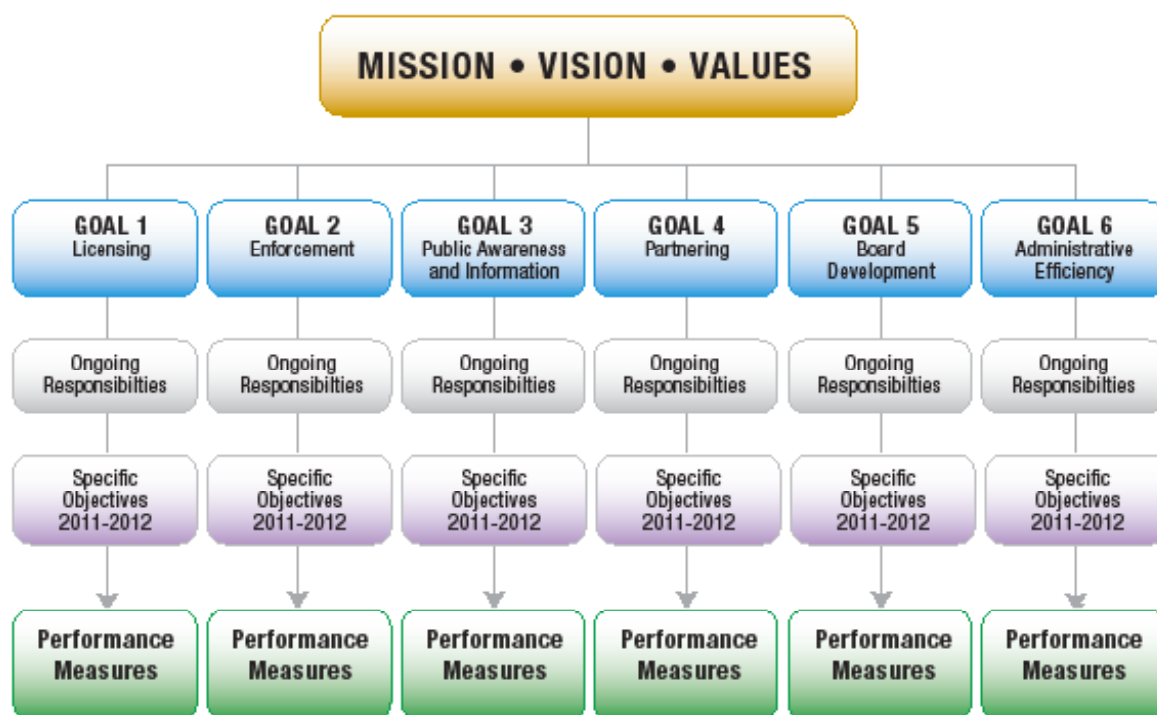 MISSION • VISION • VALUES
GOAL 1
Licensing
GOAL 2
Enforcement
GOAL 3
Public Awareness
and Information
GOAL 4
Partnering
GOAL 5
Board
Development
GOAL 6
Administrative
Efficiency
Ongoing
Responsibilties
Ongoing
Responsibilties
Ongoing
Responsibilties
Ongoing
Responsibilties
Ongoing
Responsibilties
Ongoing
Responsibilties
Specific
Objectives
2011-2012
Specific
Objectives
2011-2012
Specific
Objectives
2011-2012
Specific
Objectives
2011-2012
Specific
Objectives
2011-2012
Specific
Objectives
2011-2012
Performance
Measures
Performance
Measures
Performance
Measures
Performance
Measures
Performance
Measures
Performance
Measures